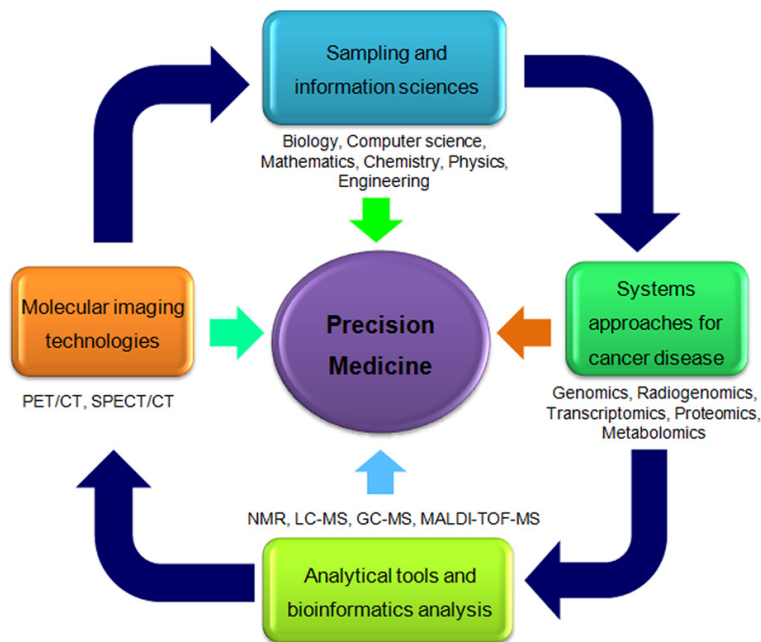 Sampling and
information sciences
Biology, Computer science,
Mathematics, Chemistry, Physics,
Engineering
Molecular imaging
technologies
PET/CT, SPECT/CT
Precision
Medicine
Systems
approaches for
cancer disease
Genomics, Radiogenomics,
Transcriptomics, Proteomics,
Metabolomics
NMR, LC-MS, GC-MS, MALDI-TOF-MS
Analytical tools and
bioinformatics analysis